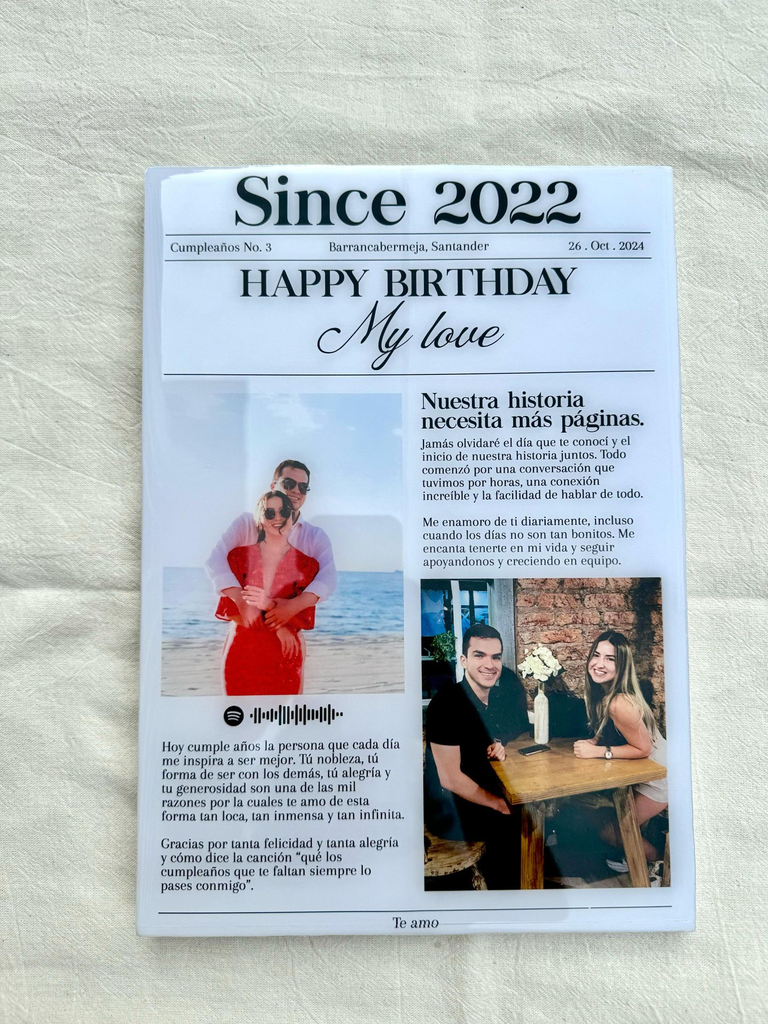 Since 2022
Cumpleaños No. 3
Barrancabermeja, Santander
26 . Oct . 2024
HAPPY BIRTHDAY
My love
Nuestra historia
necesita más páginas.
Jamás olvidaré el día que te conocí y el
inicio de nuestra historia juntos. Todo
comenzó por una conversación que
tuvimos por horas, una conexión
increíble y la facilidad de hablar de todo.
Me enamoro de ti diariamente, incluso
cuando los días no son tan bonitos. Me
encanta tenerte en mi vida y seguir
apoyandonos y creciendo en equipo.
Hoy cumple años la persona que cada día
me inspira a ser mejor. Tú nobleza, tú
forma de ser con los demás, tú alegría y
tu generosidad son una de las mil
razones por la cuales te amo de esta
forma tan loca, tan inmensa y tan infinita.
Gracias por tanta felicidad y tanta alegría
y cómo dice la canción “qué los
cumpleaños que te faltan siempre lo
pases conmigo”.
Te amo